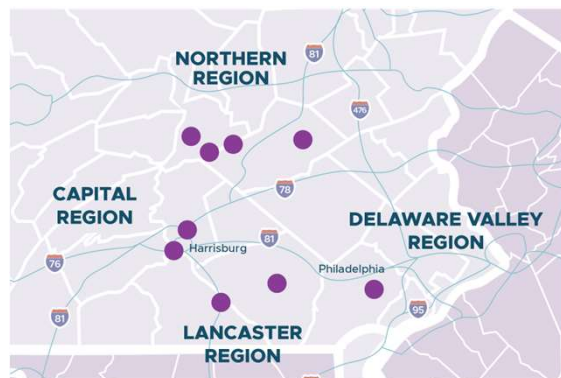 NORTHERN
REGION
81
476
78
CAPITAL
REGION
DELAWARE VALLEY
REGION
81
Harrisburg
76
Philadelphia
81
95
LANCASTER
REGION